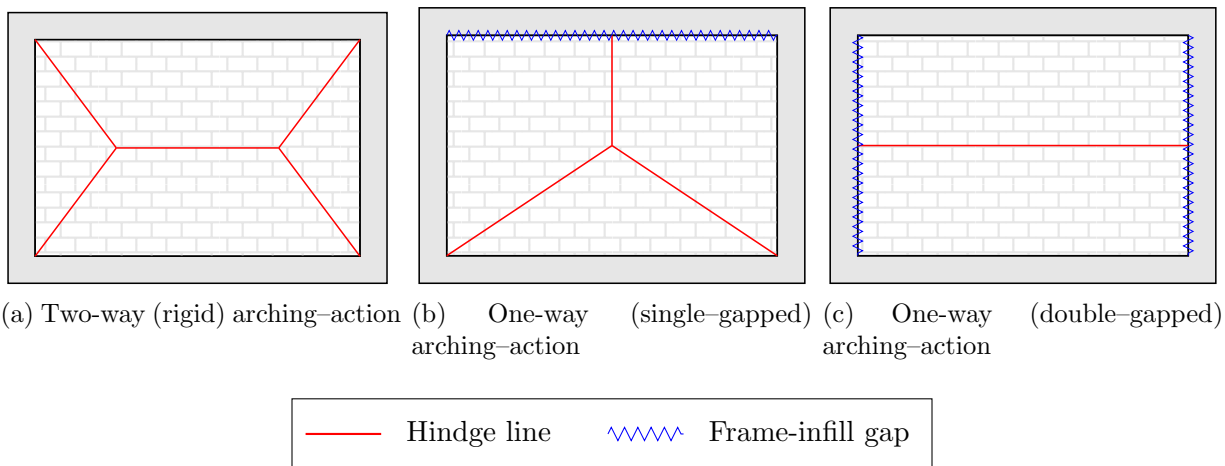 (a) Two-way (rigid) arching–action
(b) One-way (single–gapped)
arching–action
(c) One-way (double–gapped)
arching–action
Hindge line
Frame-infill gap